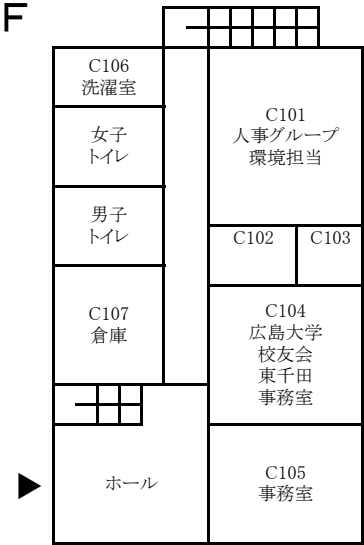 F
C106
洗濯室
女子
トイレ
男子
トイレ
C107
倉庫
ホール
C101
人事グループ
環境担当
C102
C103
C104
広島大学
校友会
東千田
事務室
C105
事務室